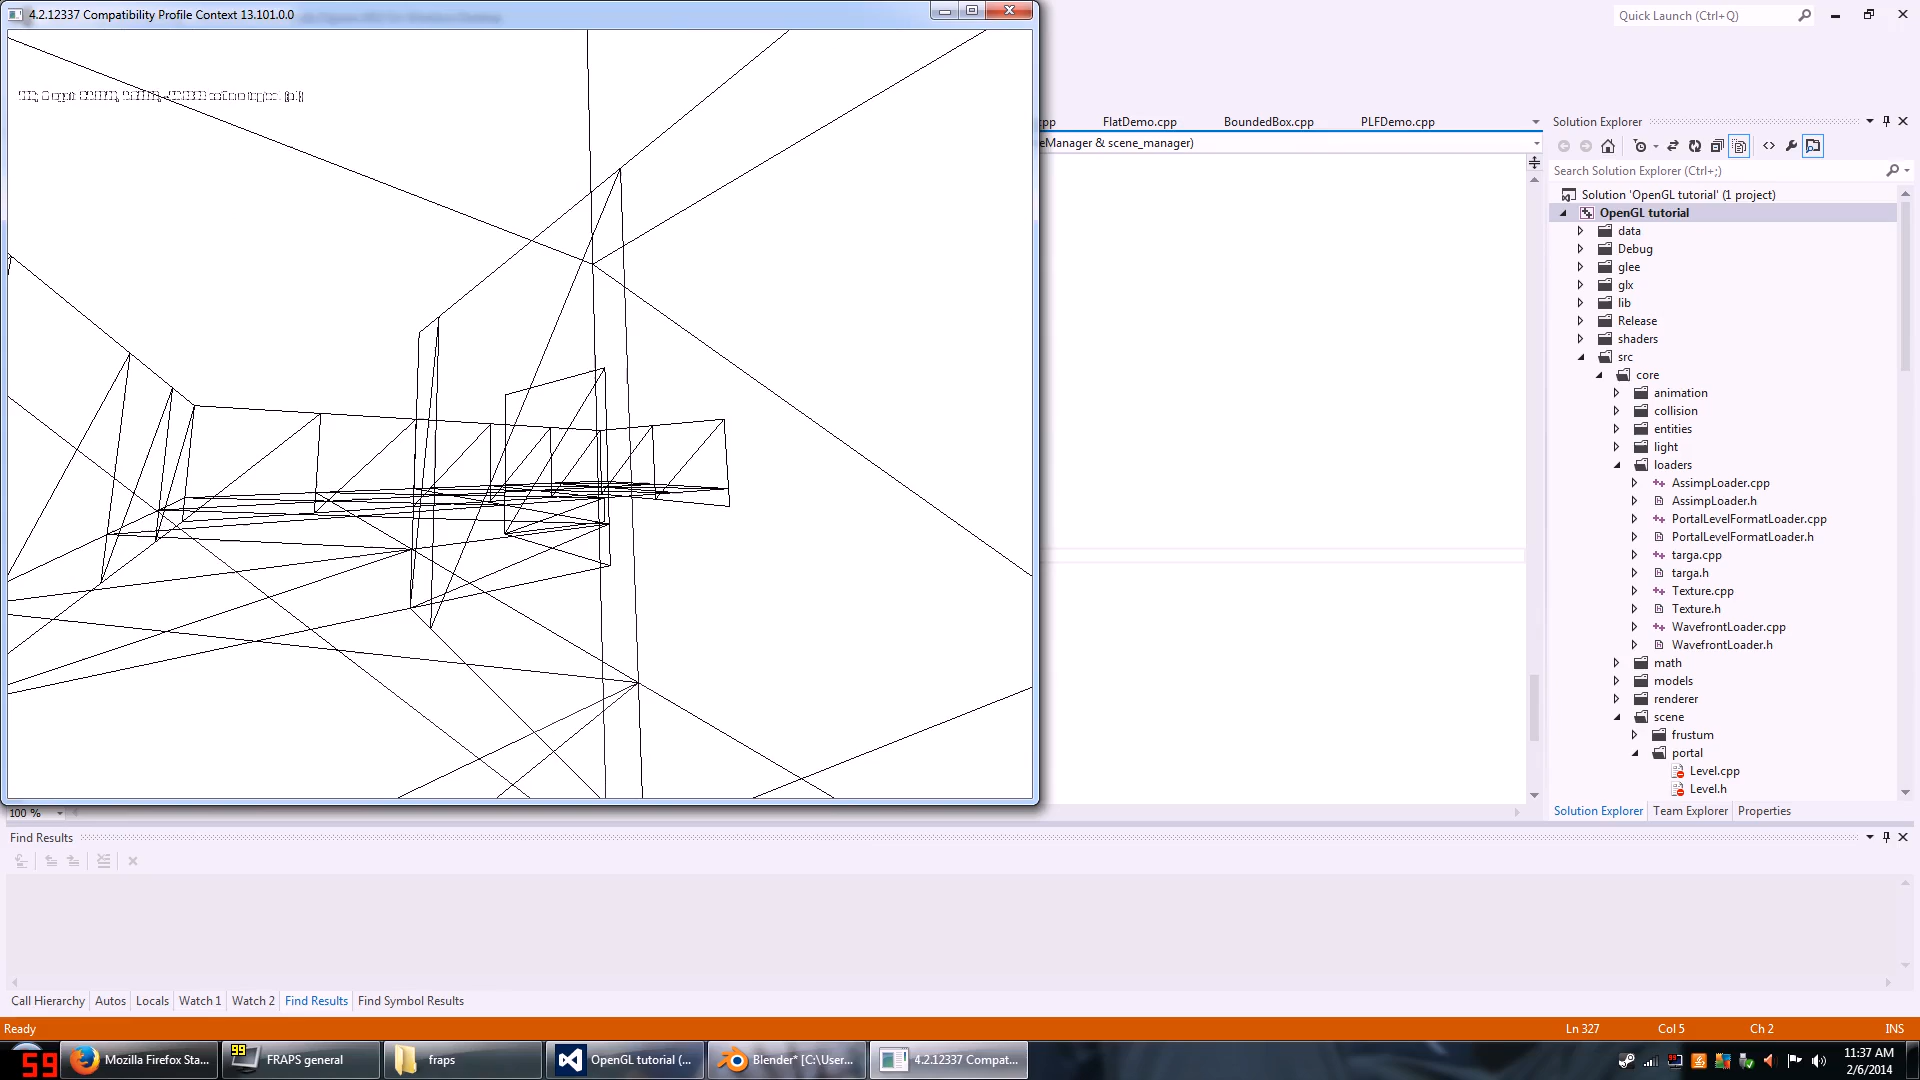 4.2.12337 Compatibility Profile Context 13.101.0.0
Quick Launch (Ctrl+Q)
FlatDemo.cpp
BoundedBox.cpp
PLFDemo.cpp
eManager & scene_manager)
Solution Explorer
Search Solution Explorer (Ctrl+;)
Solution 'OpenGL tutorial' (1 project)
OpenGL tutorial
data
Debug
glee
glx
lib
Release
shaders
src
core
animation
collision
entities
light
loaders
AssimpLoader.cpp
AssimpLoader.h
PortalLevelFormatLoader.cpp
PortalLevelFormatLoader.h
targa.cpp
targa.h
Texture.cpp
Texture.h
WavefrontLoader.cpp
WavefrontLoader.h
math
models
renderer
scene
frustum
portal
Level.cpp
Level.h
Solution Explorer Team Explorer Properties
100 %
Find Results
Call Hierarchy Autos Locals Watch 1 Watch 2 Find Results Find Symbol Results
Ready Ln 327 Col 5 Ch 2 INS
59 Mozilla Firefox Sta... 99 FRAPS general fraps OpenGL tutorial (... Blender* [C:\User... 4.2.12337 Compat...
11:37 AM
2/6/2014